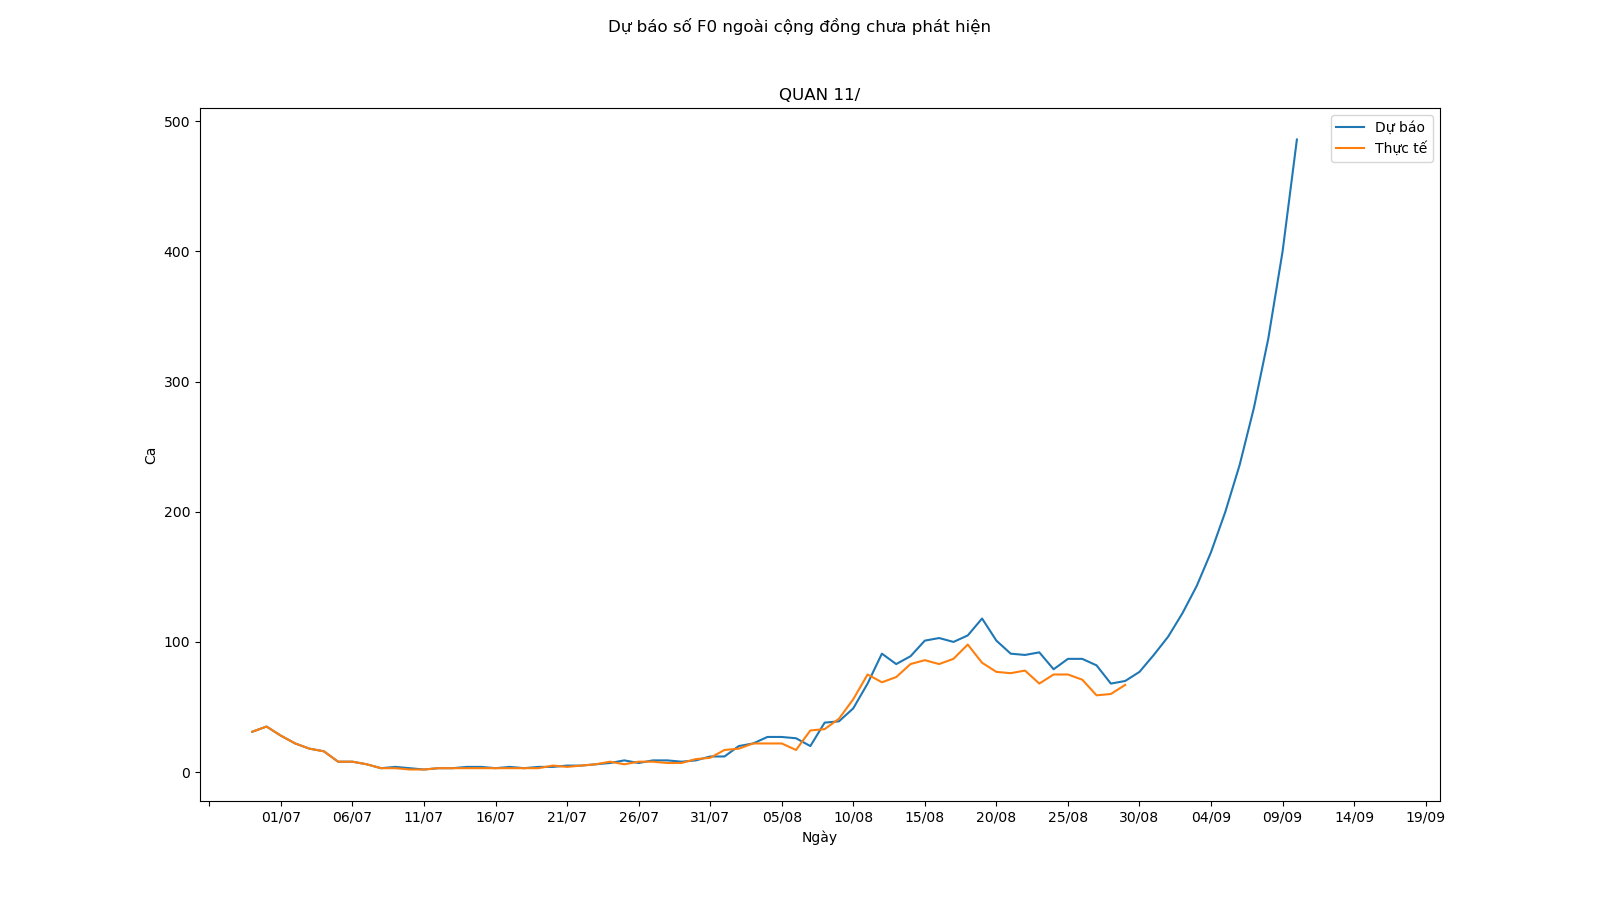 Dự báo số F0 ngoài cộng đồng chưa phát hiện
QUAN 11/
Dự báo
Thực tế
500
400
300
200
100
0
Ca
01/07 06/07 11/07 16/07 21/07 26/07 31/07 05/08 10/08 15/08 20/08 25/08 30/08 04/09 09/09 14/09 19/09
Ngày